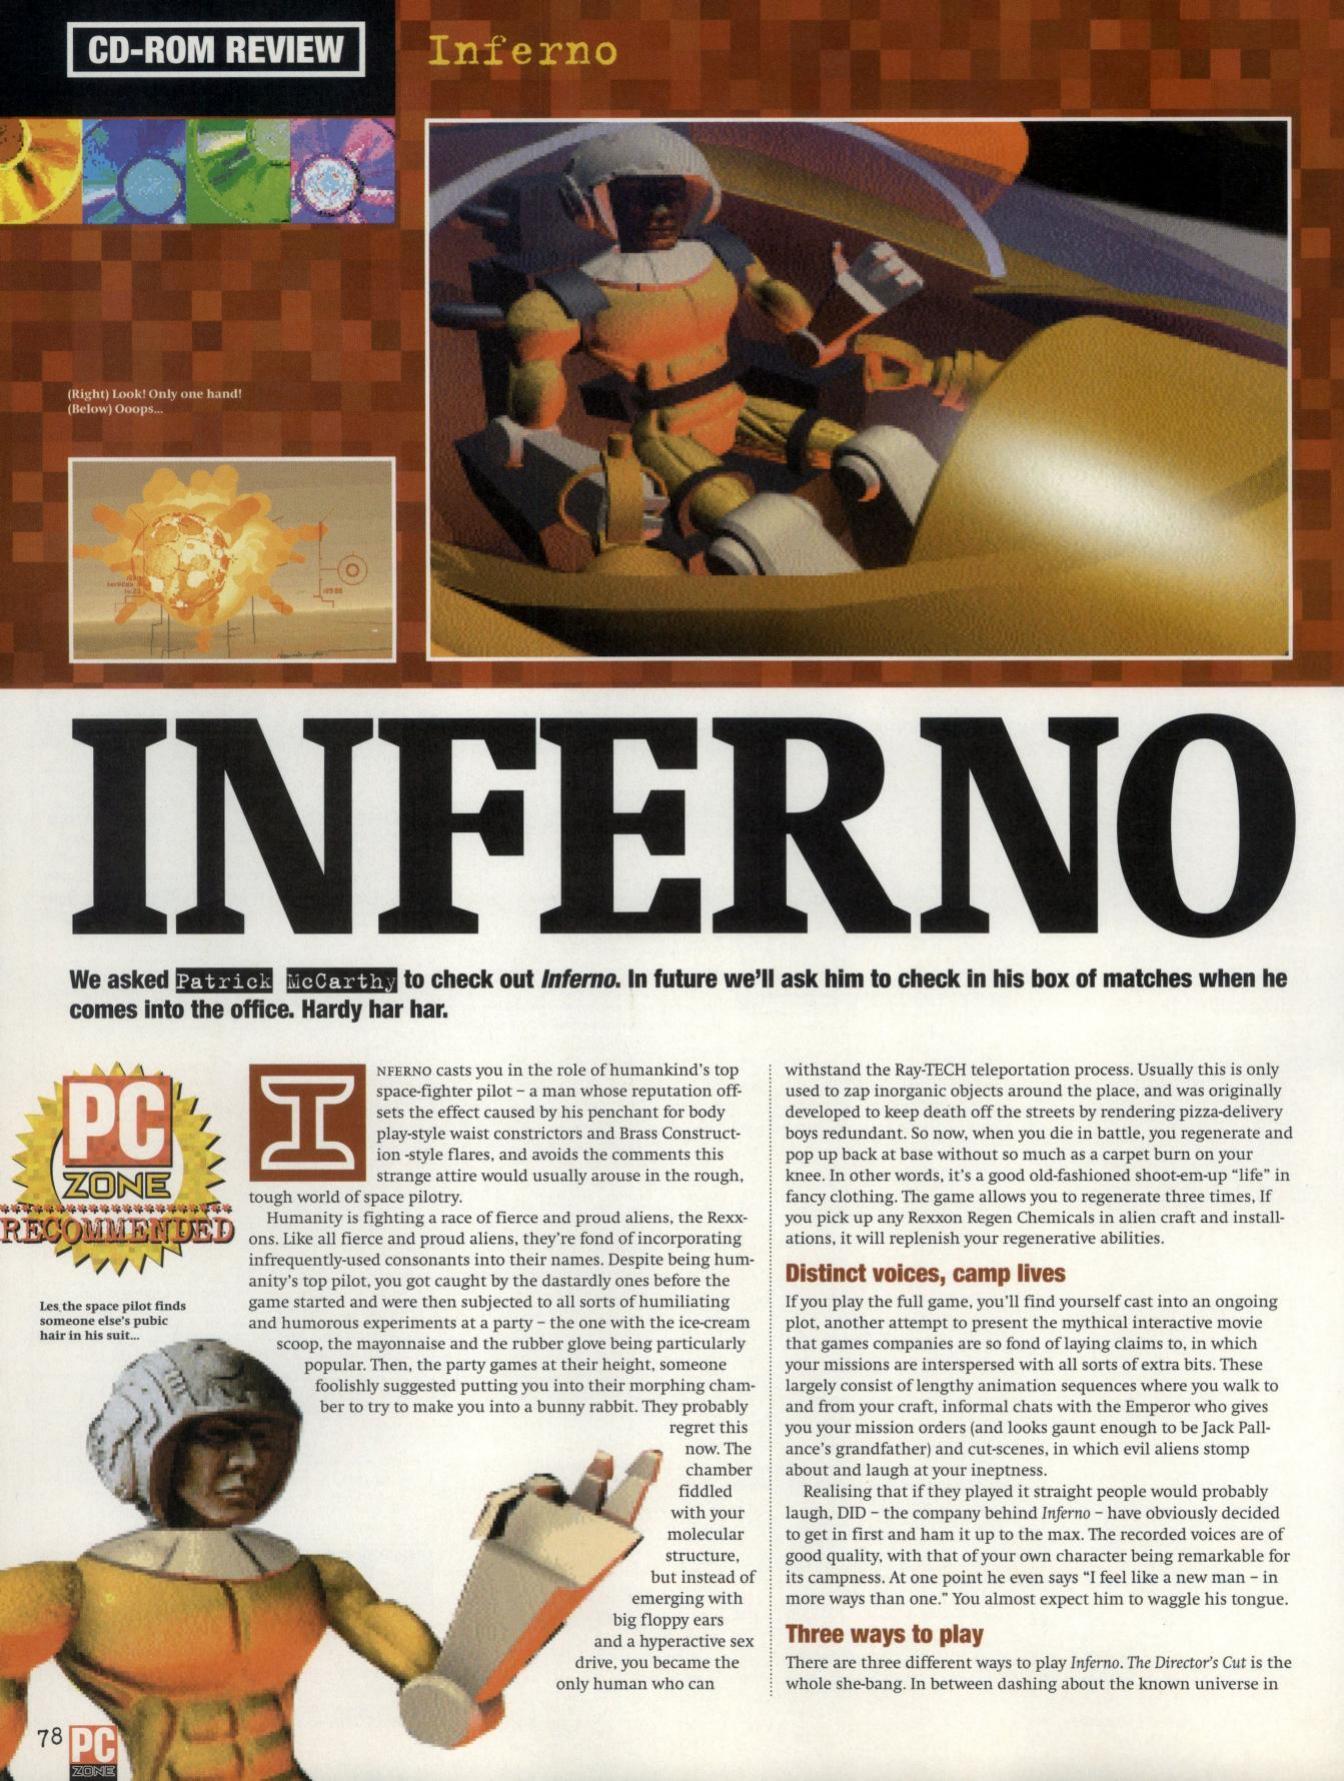 CD-ROM REVIEW
Inferno
(Right) Look! Only one hand!
(Below) Ooops...
INFERNO
We asked Patrick McCarthy to check out Inferno. In future we'll ask him to check in his box of matches when he
comes into the office. Hardy har har.
PC
ZONE
RECOMMENDED
Les the space pilot finds
someone else's pubic
hair in his suit...
INFERNO casts you in the role of humankind's top
space-fighter pilot – a man whose reputation off-
sets the effect caused by his penchant for body
play-style waist constrictors and Brass Construct-
ion -style flares, and avoids the comments this
strange attire would usually arouse in the rough,
tough world of space pilotry.
Humanity is fighting a race of fierce and proud aliens, the Rexx-
ons. Like all fierce and proud aliens, they're fond of incorporating
infrequently-used consonants into their names. Despite being hum-
anity's top pilot, you got caught by the dastardly ones before the
game started and were then subjected to all sorts of humiliating
and humorous experiments at a party – the one with the ice-cream
scoop, the mayonnaise and the rubber glove being particularly
popular. Then, the party games at their height, someone
foolishly suggested putting you into their morphing cham-
ber to try to make you into a bunny rabbit. They probably
regret this
now. The
chamber
fiddled
with your
molecular
structure,
but instead of
emerging with
big floppy ears
and a hyperactive sex
drive, you became the
only human who can
withstand the Ray-TECH teleportation process. Usually this is only
used to zap inorganic objects around the place, and was originally
developed to keep death off the streets by rendering pizza-delivery
boys redundant. So now, when you die in battle, you regenerate and
pop up back at base without so much as a carpet burn on your
knee. In other words, it's a good old-fashioned shoot-em-up "life" in
fancy clothing. The game allows you to regenerate three times, If
you pick up any Rexxon Regen Chemicals in alien craft and install-
ations, it will replenish your regenerative abilities.
Distinct voices, camp lives
If you play the full game, you'll find yourself cast into an ongoing
plot, another attempt to present the mythical interactive movie
that games companies are so fond of laying claims to, in which
your missions are interspersed with all sorts of extra bits. These
largely consist of lengthy animation sequences where you walk to
and from your craft, informal chats with the Emperor who gives
you your mission orders (and looks gaunt enough to be Jack Pall-
ance's grandfather) and cut-scenes, in which evil aliens stomp
about and laugh at your ineptness.
Realising that if they played it straight people would probably
laugh, DID – the company behind Inferno – have obviously decided
to get in first and ham it up to the max. The recorded voices are of
good quality, with that of your own character being remarkable for
its campness. At one point he even says "I feel like a new man – in
more ways than one." You almost expect him to waggle his tongue.
Three ways to play
There are three different ways to play Inferno. The Director's Cut is the
whole she-bang. In between dashing about the known universe in
78 PC
ZONE